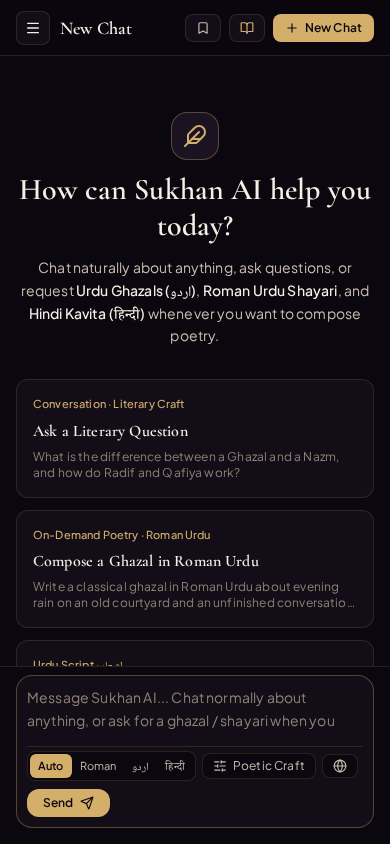 New Chat
New Chat
How can Sukhan AI help you
today?
Chat naturally about anything, ask questions, or
request Urdu Ghazals (اردو), Roman Urdu Shayari, and
Hindi Kavita (हिन्दी) whenever you want to compose
poetry.
Conversation · Literary Craft
Ask a Literary Question
What is the difference between a Ghazal and a Nazm,
and how do Radif and Qafiya work?
On-Demand Poetry · Roman Urdu
Compose a Ghazal in Roman Urdu
Write a classical ghazal in Roman Urdu about evening
rain on an old courtyard and an unfinished conversatio...
Urdu Script ·
Message Sukhan AI... Chat normally about
anything, or ask for a ghazal / shayari when you
Auto Roman اردو हिन्दी Poetic Craft
Send